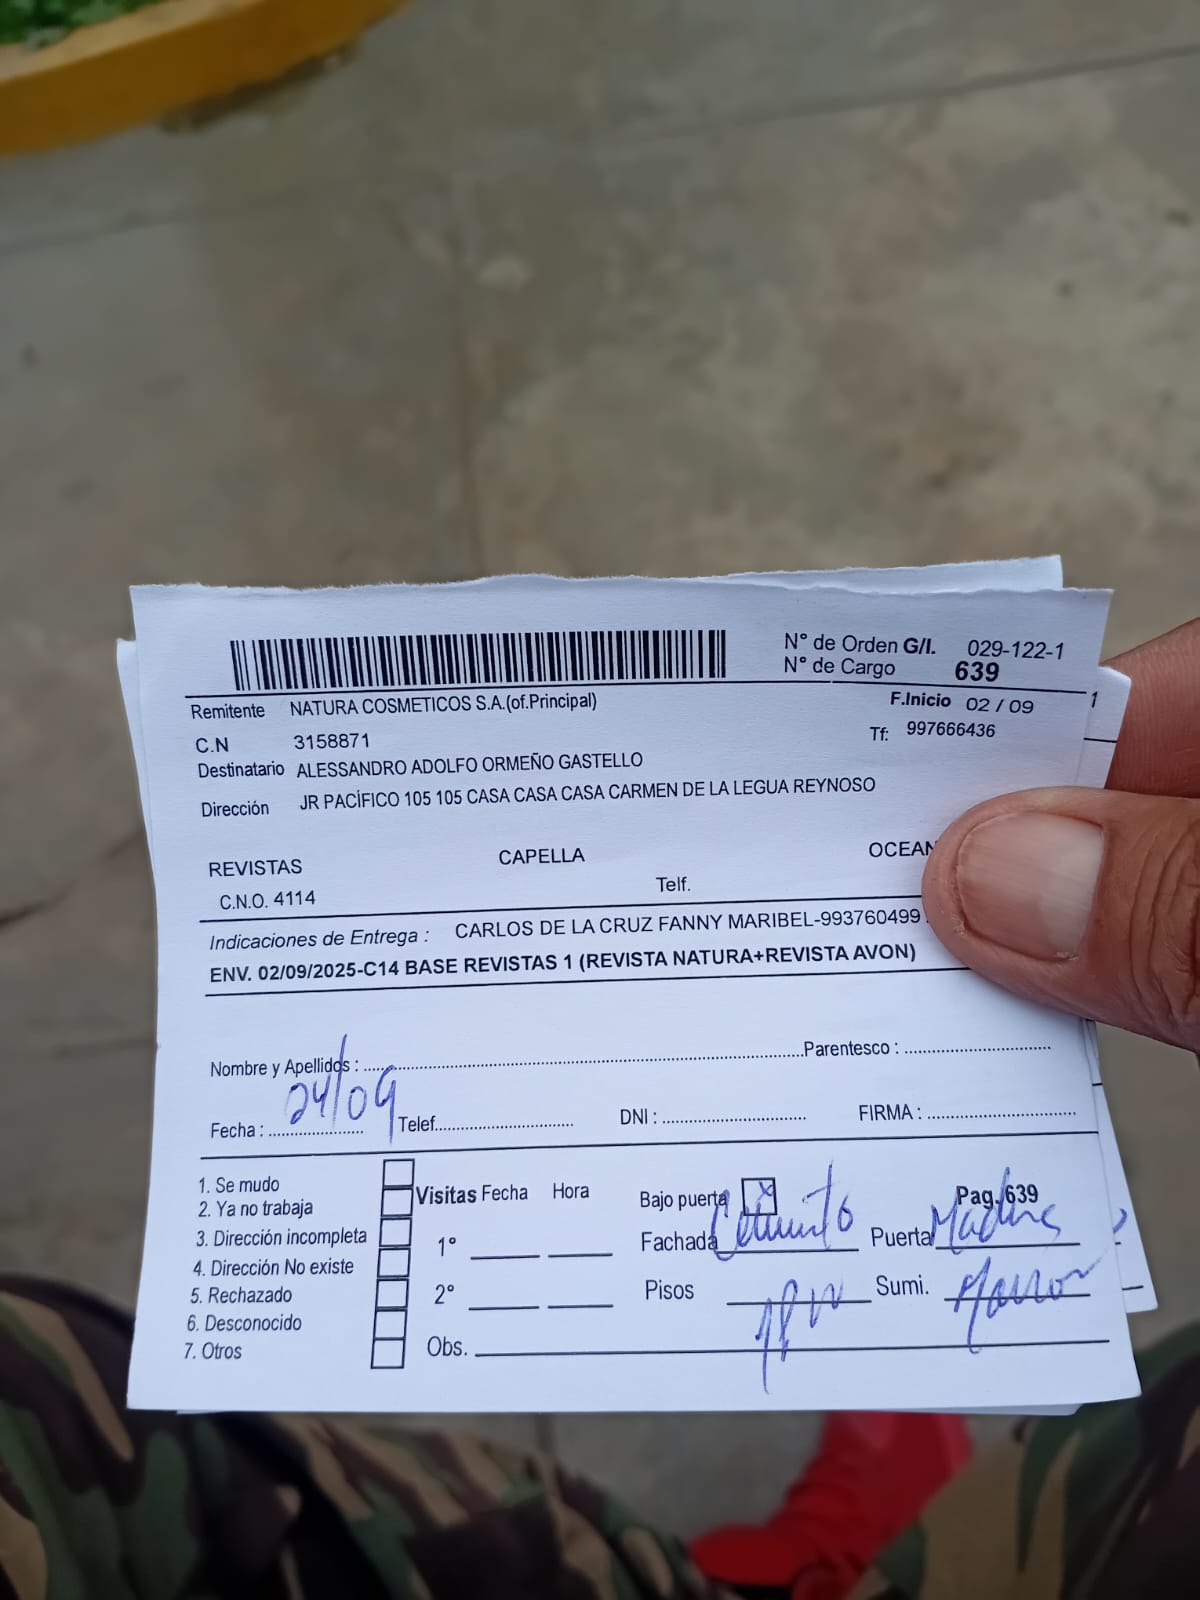 N° de Orden G/I. 029-122-1
N° de Cargo 639
Remitente NATURA COSMETICOS S.A.(of.Principal) F.Inicio 02 / 09
C.N 3158871 Tf: 997666436
Destinatario ALESSANDRO ADOLFO ORMEÑO GASTELLO
Dirección JR PACÍFICO 105 105 CASA CASA CASA CARMEN DE LA LEGUA REYNOSO
REVISTAS CAPELLA OCEAN
C.N.O. 4114 Telf.
Indicaciones de Entrega : CARLOS DE LA CRUZ FANNY MARIBEL-993760499
ENV. 02/09/2025-C14 BASE REVISTAS 1 (REVISTA NATURA+REVISTA AVON)
Nombre y Apellidos : Parentesco :
Fecha : 24/09 Telef. DNI : FIRMA :
1. Se mudo
2. Ya no trabaja
3. Dirección incompleta
4. Dirección No existe
5. Rechazado
6. Desconocido
7. Otros
Visitas Fecha Hora
1°
2°
Obs.
Bajo puerta x Pag. 639
Fachada Cemento Puerta Madera
Pisos Sumi. Marron
1